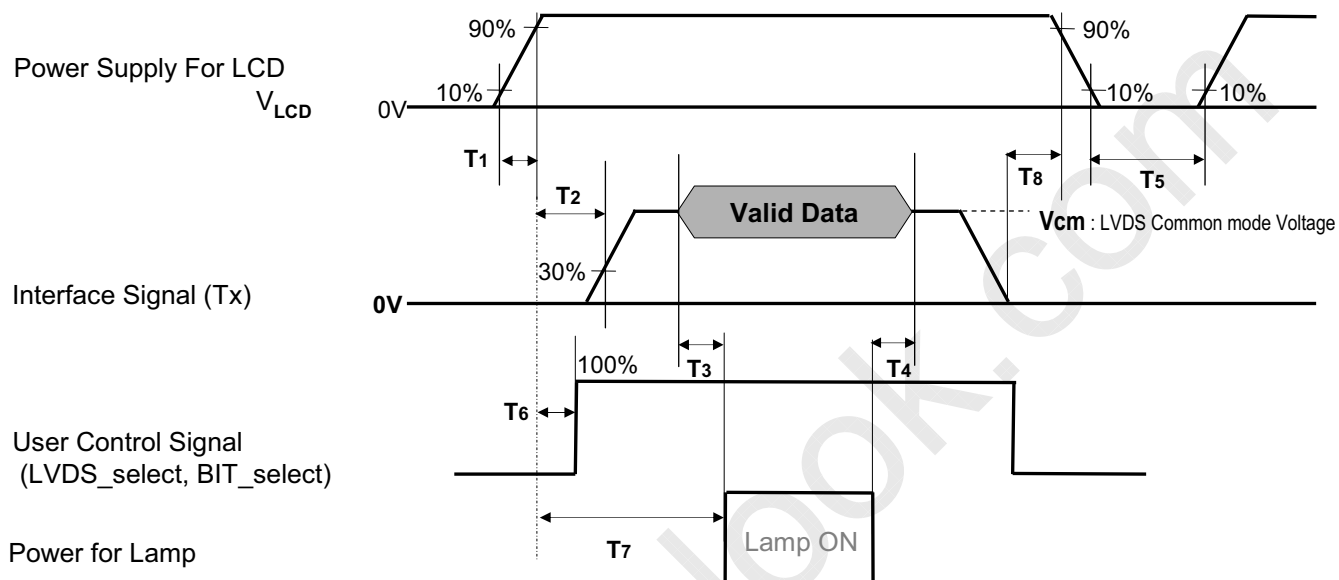 90%
90%
Power Supply For LCD
VLCD
10%
10%
10%
0V
T1
T2
T8
T5
Valid Data
Vcm : LVDS Common mode Voltage
30%
Interface Signal (Tx)
0V
T3
T4
100%
T6
User Control Signal
(LVDS_select, BIT_select)
T7
Lamp ON
Power for Lamp
look.com